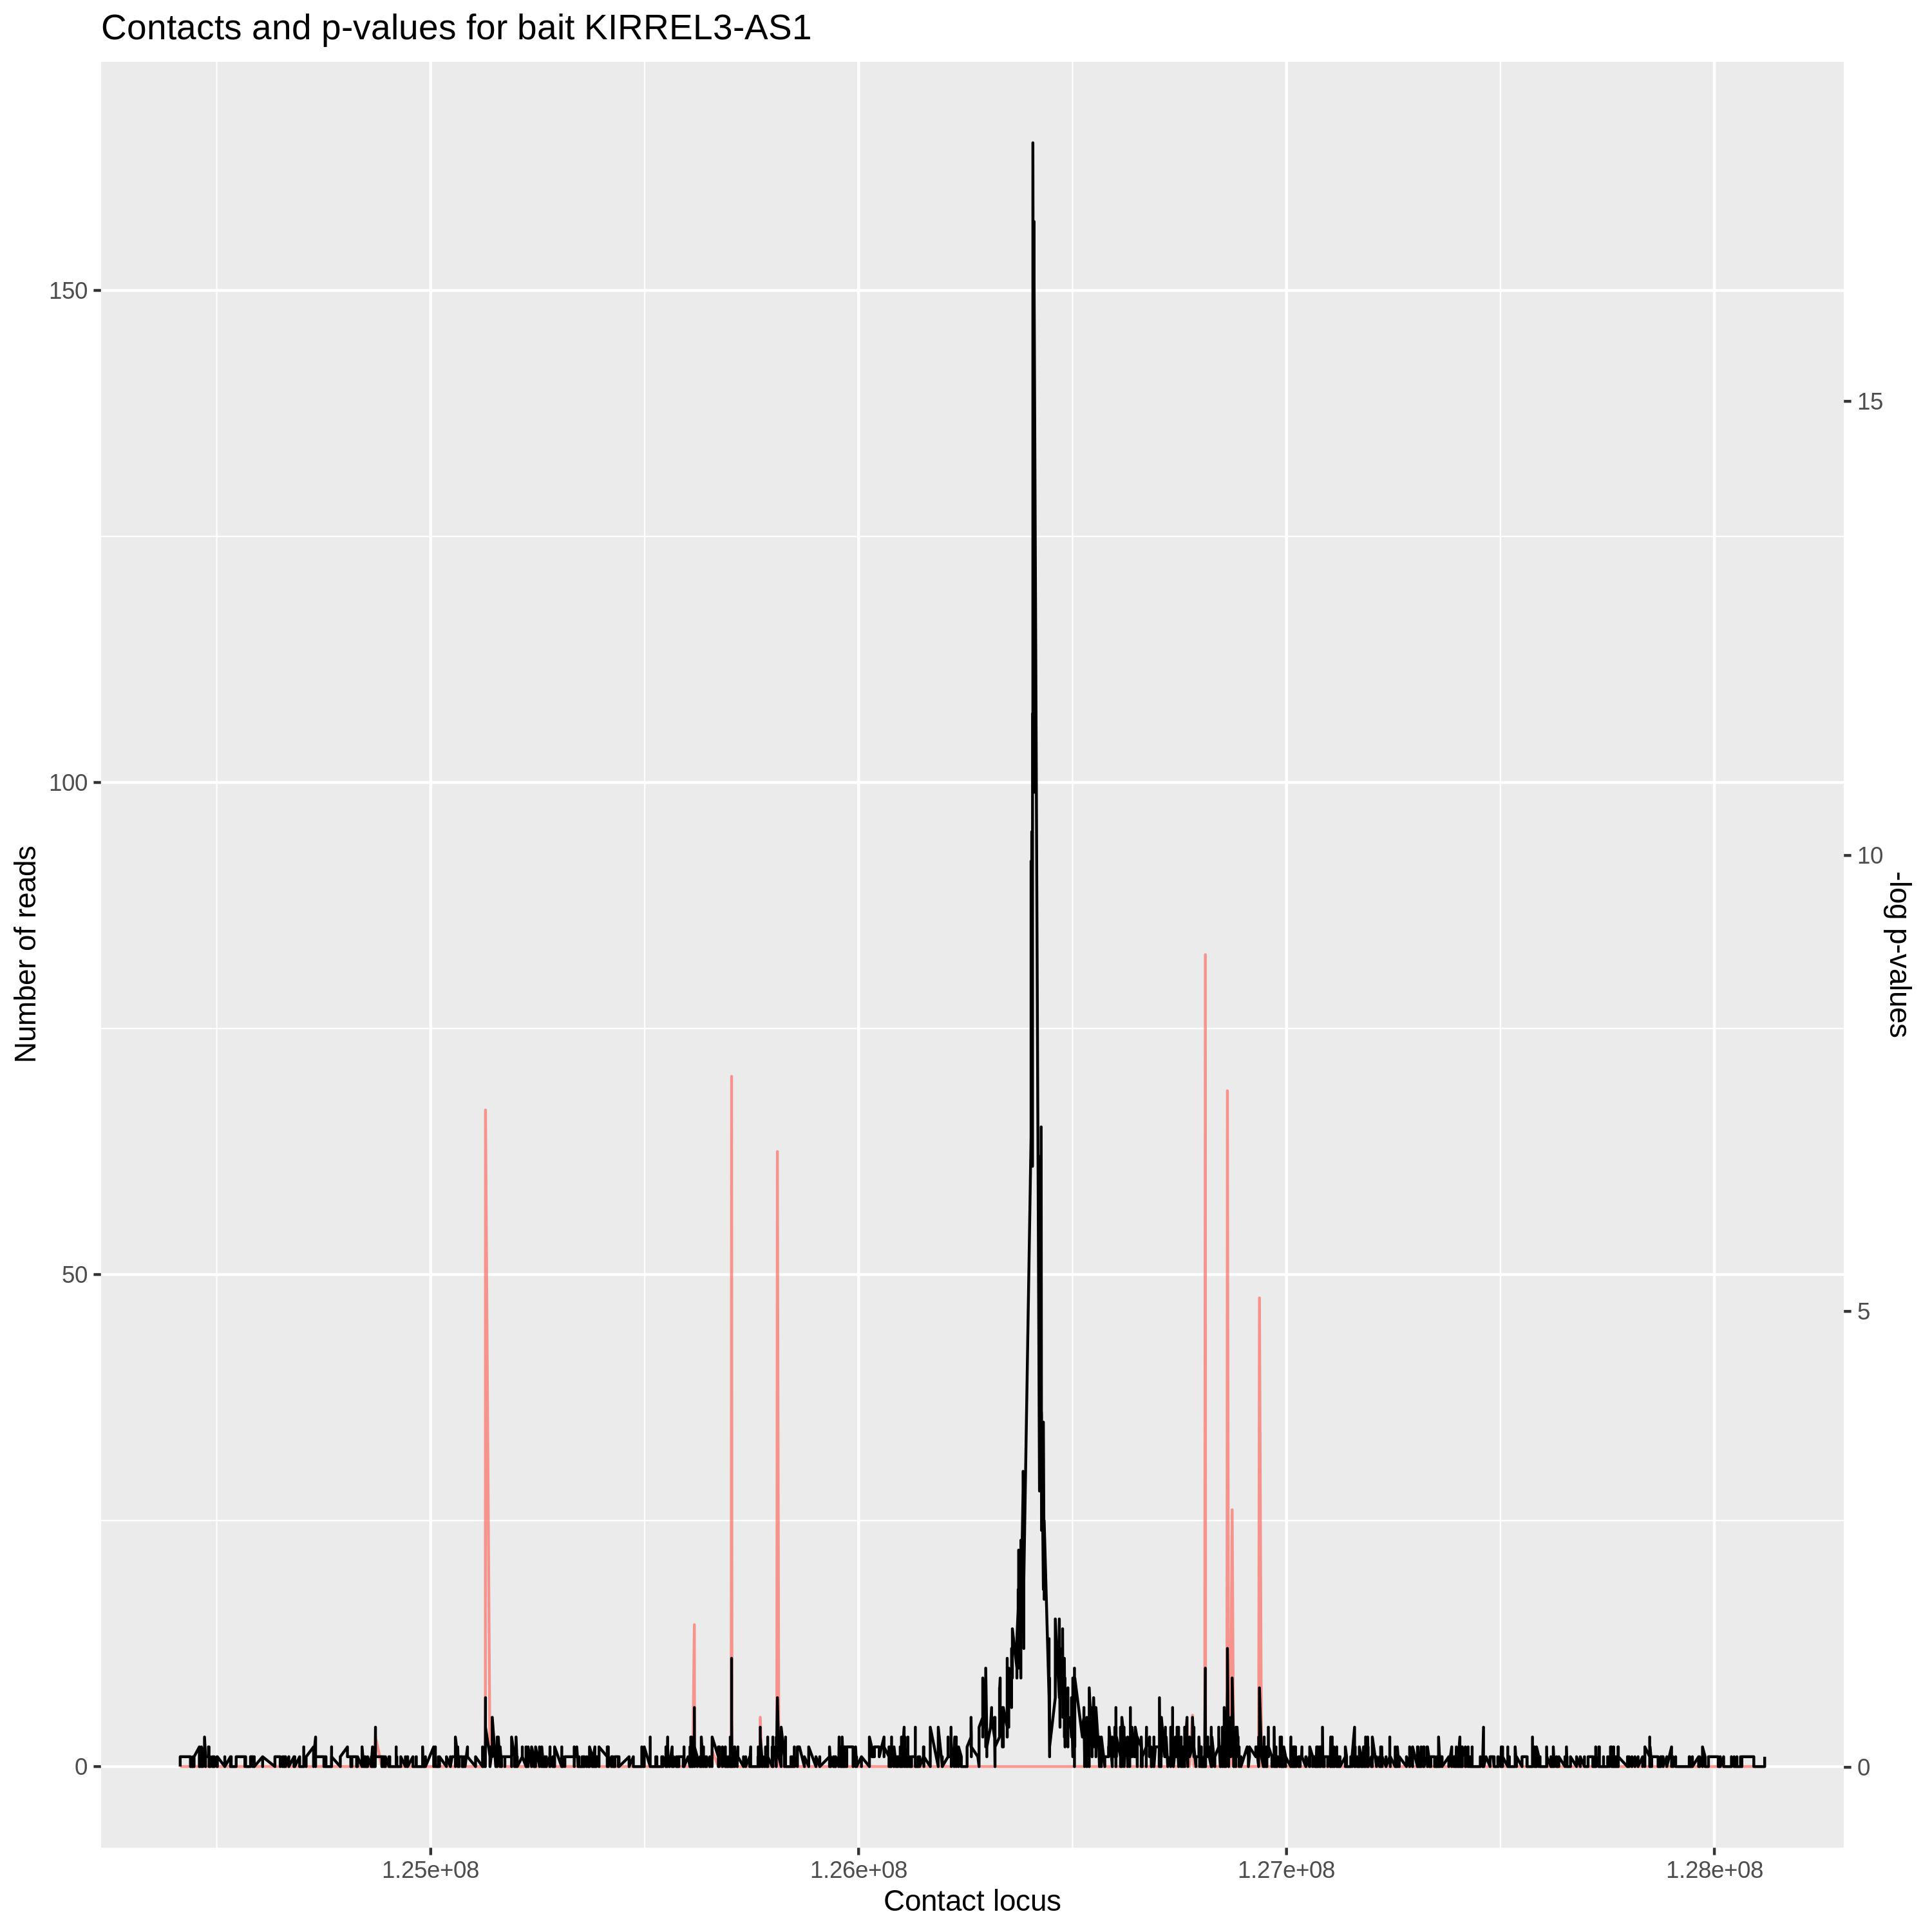 Contacts and p-values for bait KIRREL3-AS1
150
100
50
0
Number of reads
15
10
5
0
-log p-values
1.25e+08
1.26e+08
1.27e+08
1.28e+08
Contact locus